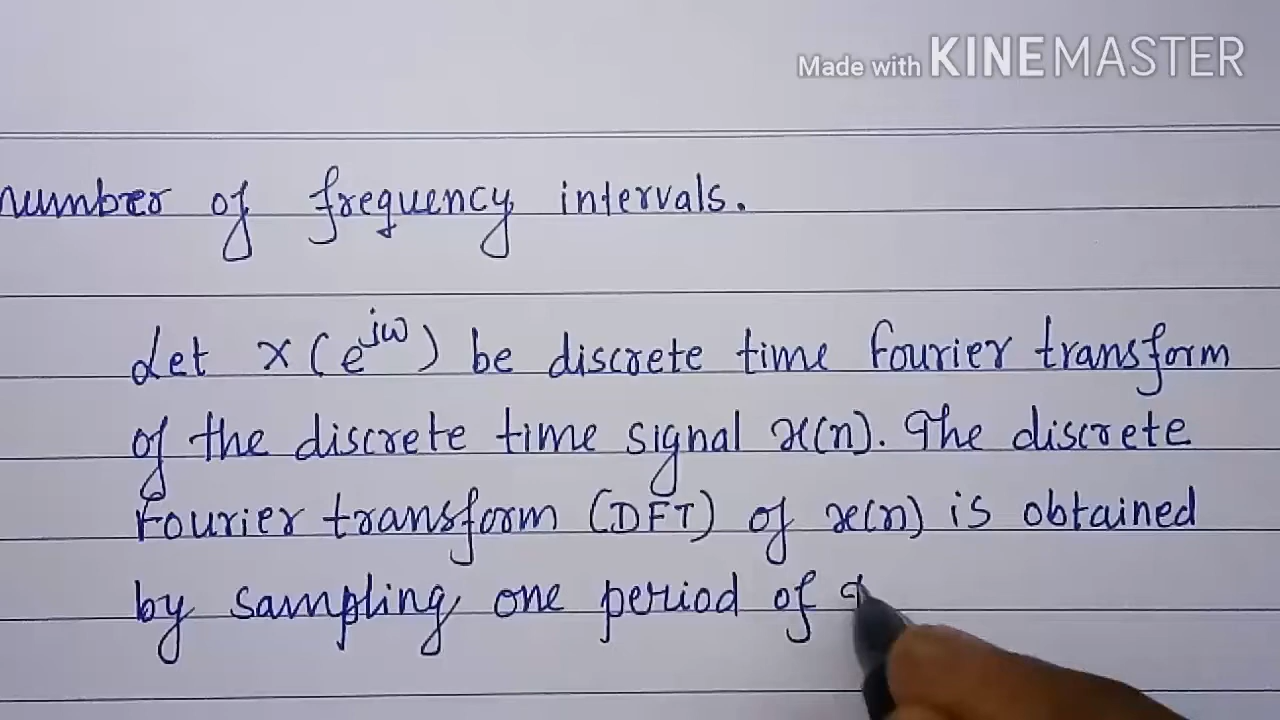 Made with KINEMASTER
number of frequency intervals.
Let X(e^jω) be discrete time Fourier transform
of the discrete time signal x(n). The discrete
Fourier transform (DFT) of x(n) is obtained
by sampling one period of